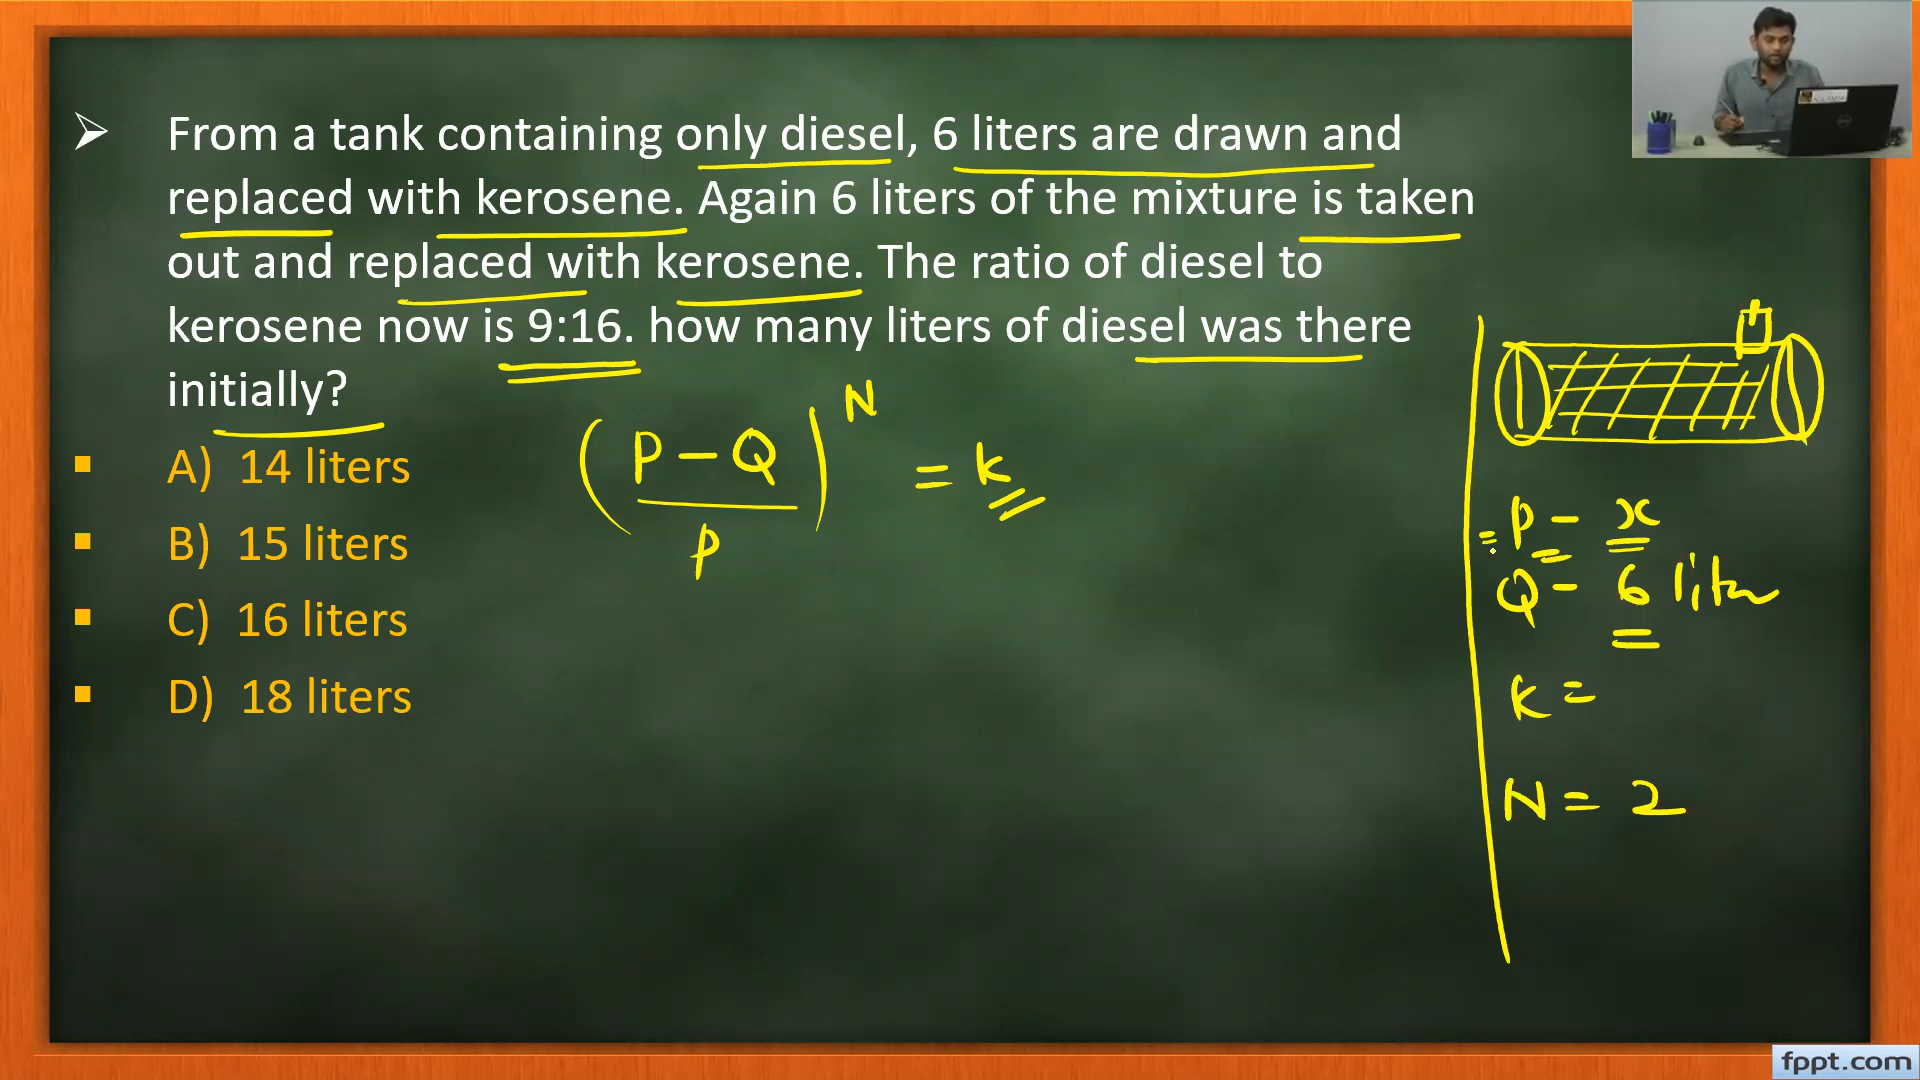 ➢ From a tank containing only diesel, 6 liters are drawn and
replaced with kerosene. Again 6 liters of the mixture is taken
out and replaced with kerosene. The ratio of diesel to
kerosene now is 9:16. how many liters of diesel was there
initially?
▪ A) 14 liters
▪ B) 15 liters
▪ C) 16 liters
▪ D) 18 liters
(P - Q / P)^N = k
P - x
Q - 6 liter
k =
N = 2
fppt.com